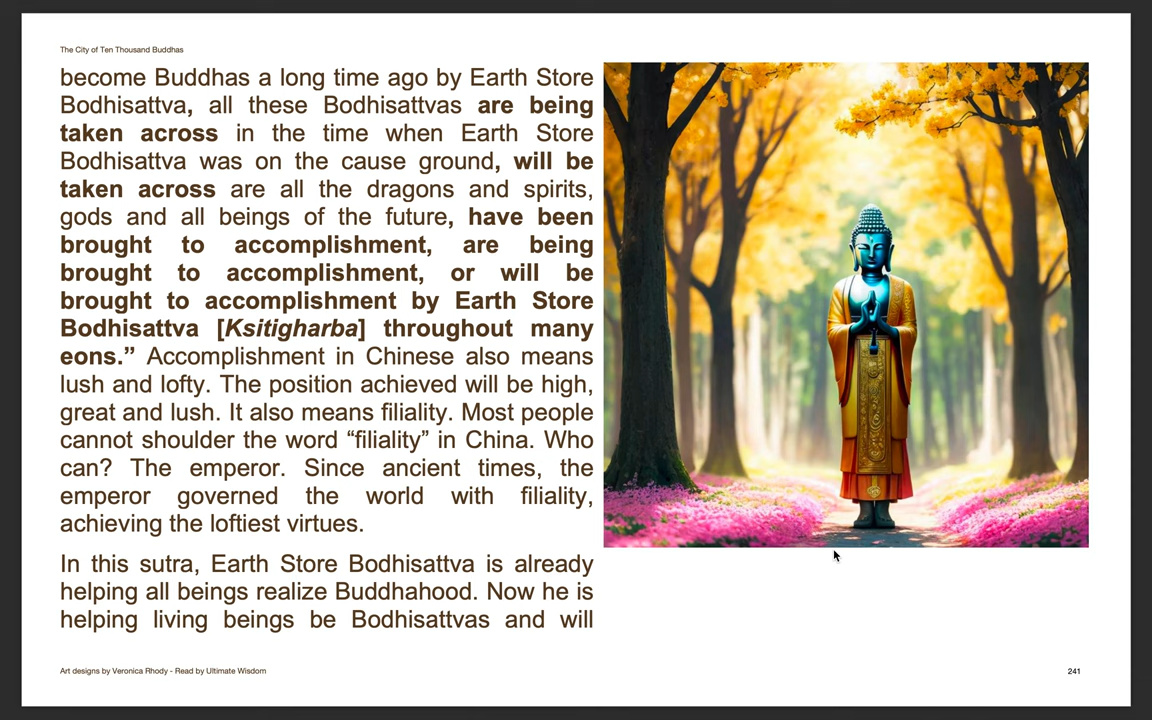 The City of Ten Thousand Buddhas
become Buddhas a long time ago by Earth Store
Bodhisattva, all these Bodhisattvas are being
taken across in the time when Earth Store
Bodhisattva was on the cause ground, will be
taken across are all the dragons and spirits,
gods and all beings of the future, have been
brought to accomplishment, are being
brought to accomplishment, or will be
brought to accomplishment by Earth Store
Bodhisattva [Ksitigharba] throughout many
eons.” Accomplishment in Chinese also means
lush and lofty. The position achieved will be high,
great and lush. It also means filiality. Most people
cannot shoulder the word “filiality” in China. Who
can? The emperor. Since ancient times, the
emperor governed the world with filiality,
achieving the loftiest virtues.
In this sutra, Earth Store Bodhisattva is already
helping all beings realize Buddhahood. Now he is
helping living beings be Bodhisattvas and will
Art designs by Veronica Rhody - Read by Ultimate Wisdom
241